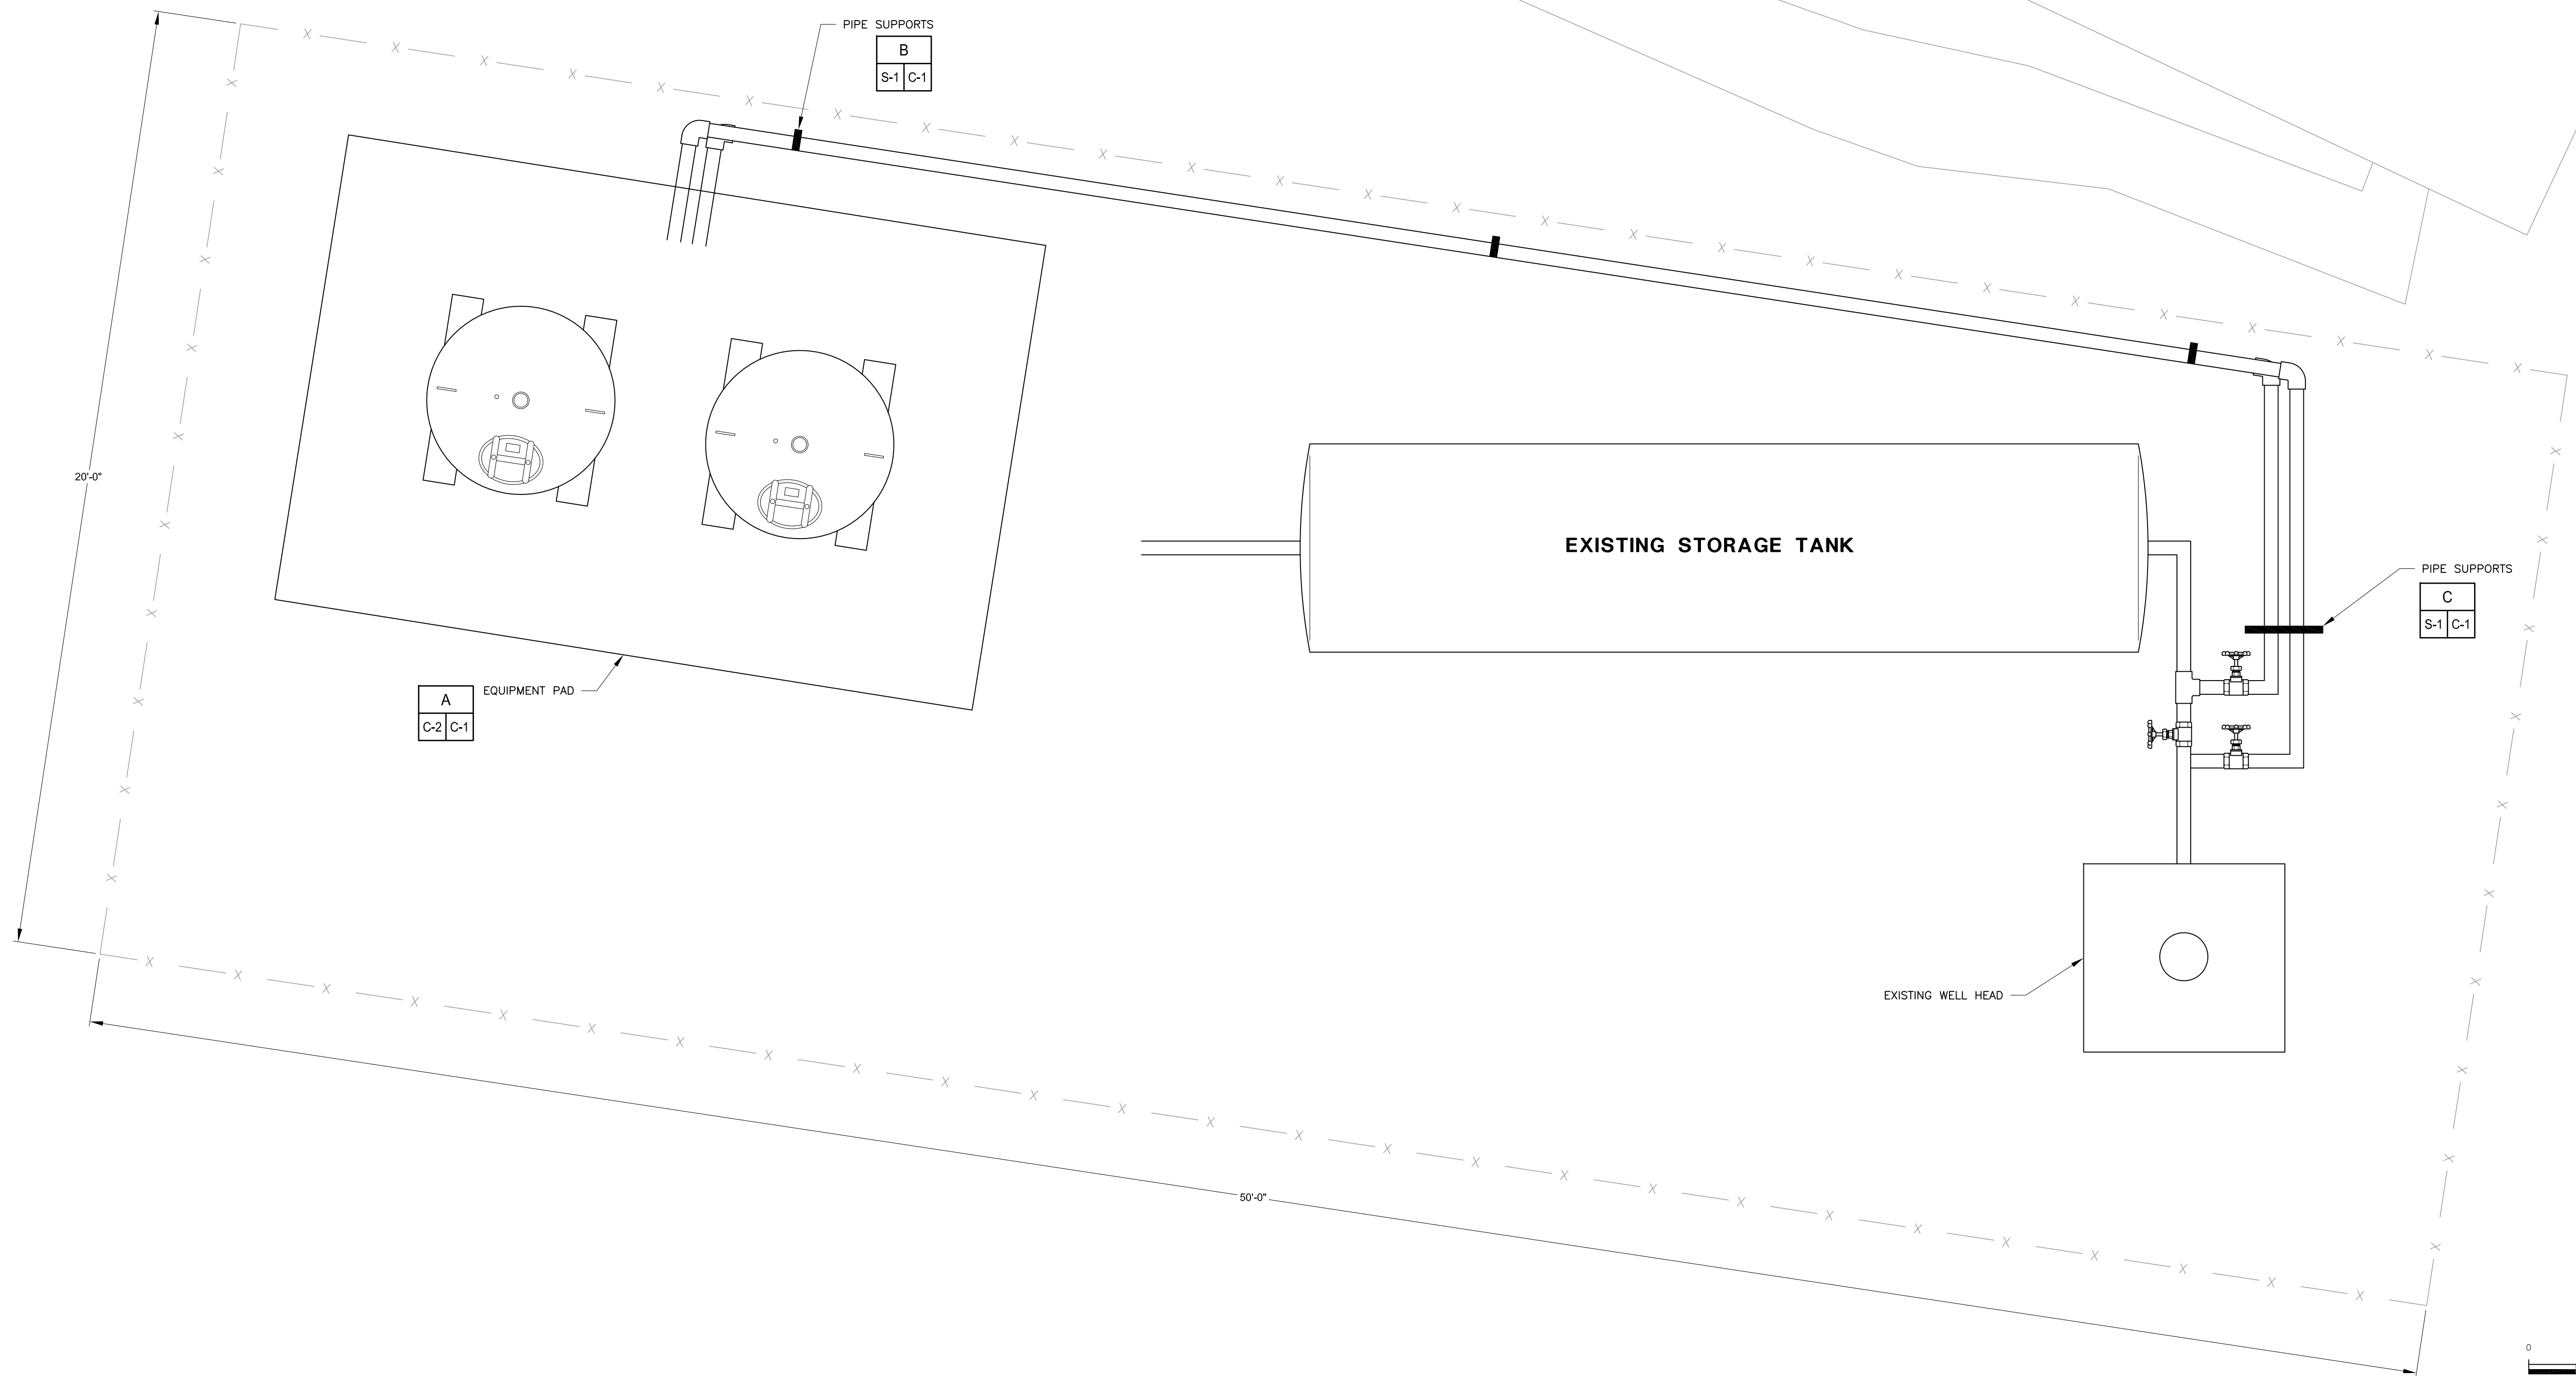 PIPE SUPPORTS
B
S-1 C-1
20'-0"
EXISTING STORAGE TANK
PIPE SUPPORTS
C
S-1 C-1
EQUIPMENT PAD
A
C-2 C-1
EXISTING WELL HEAD
50'-0"
0